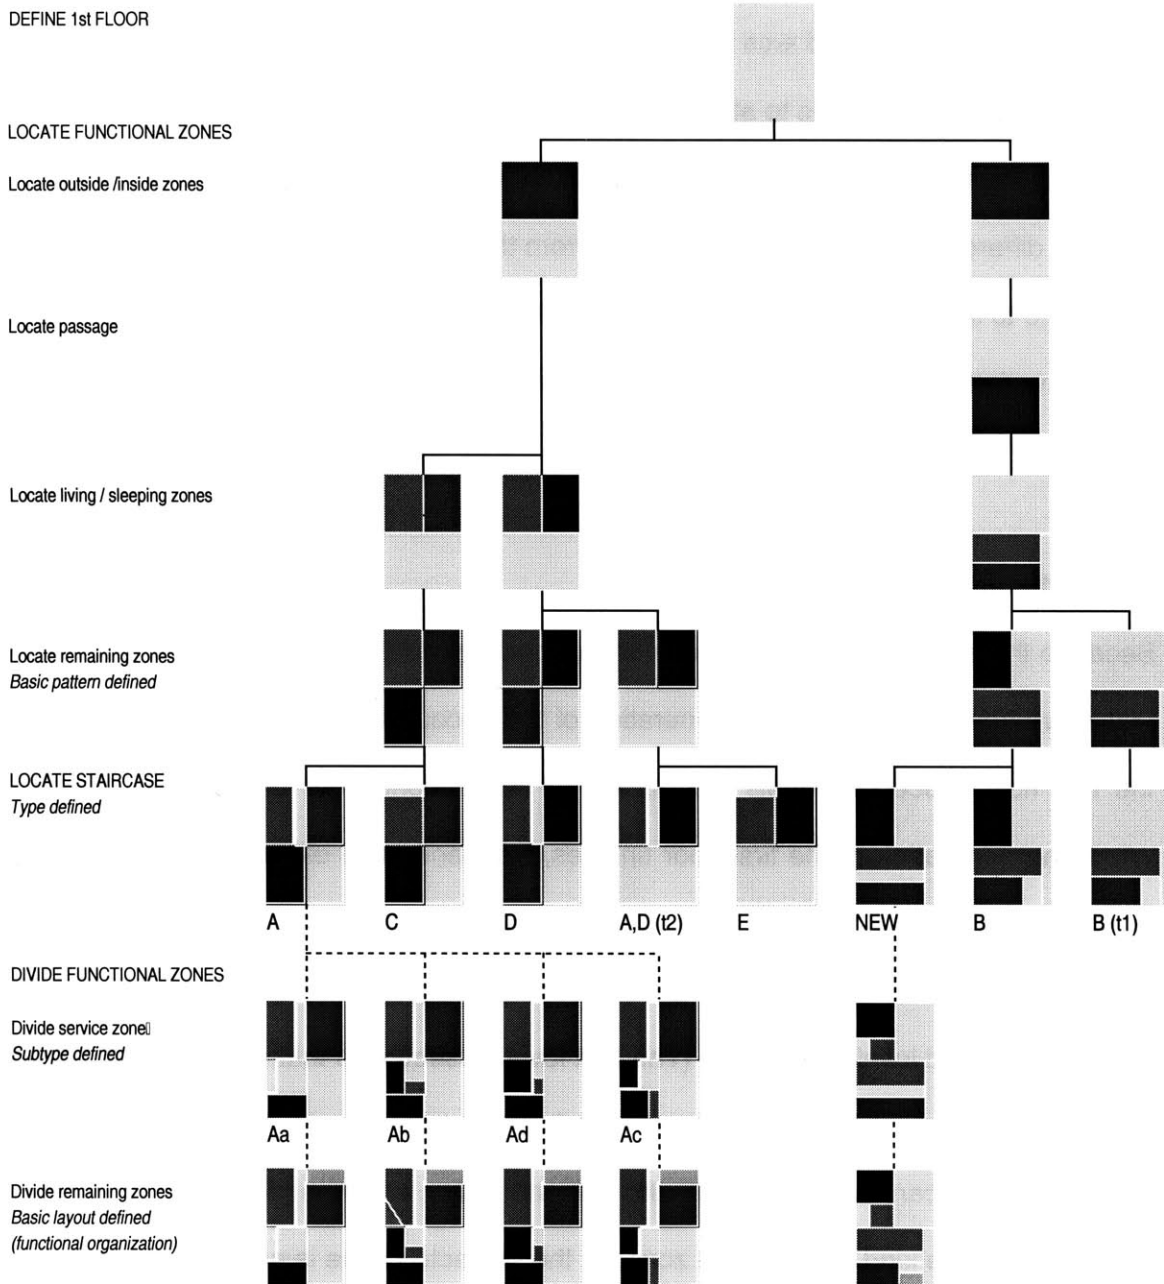 DEFINE 1st FLOOR
LOCATE FUNCTIONAL ZONES
Locate outside /inside zones
Locate passage
Locate living / sleeping zones
Locate remaining zones
Basic pattern defined
LOCATE STAIRCASE
Type defined
A C D A,D (t2) E NEW B B (t1)
DIVIDE FUNCTIONAL ZONES
Divide service zone
Subtype defined
Aa Ab Ad Ac
Divide remaining zones
Basic layout defined
(functional organization)